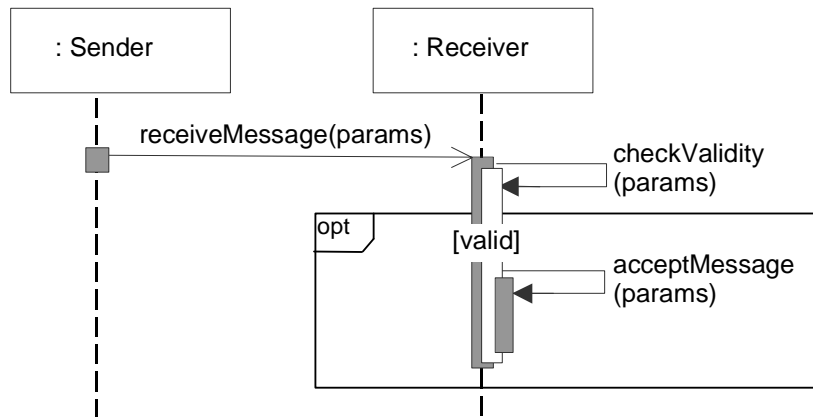 : Sender
: Receiver
receiveMessage(params)
checkValidity
(params)
opt
[valid]
acceptMessage
(params)